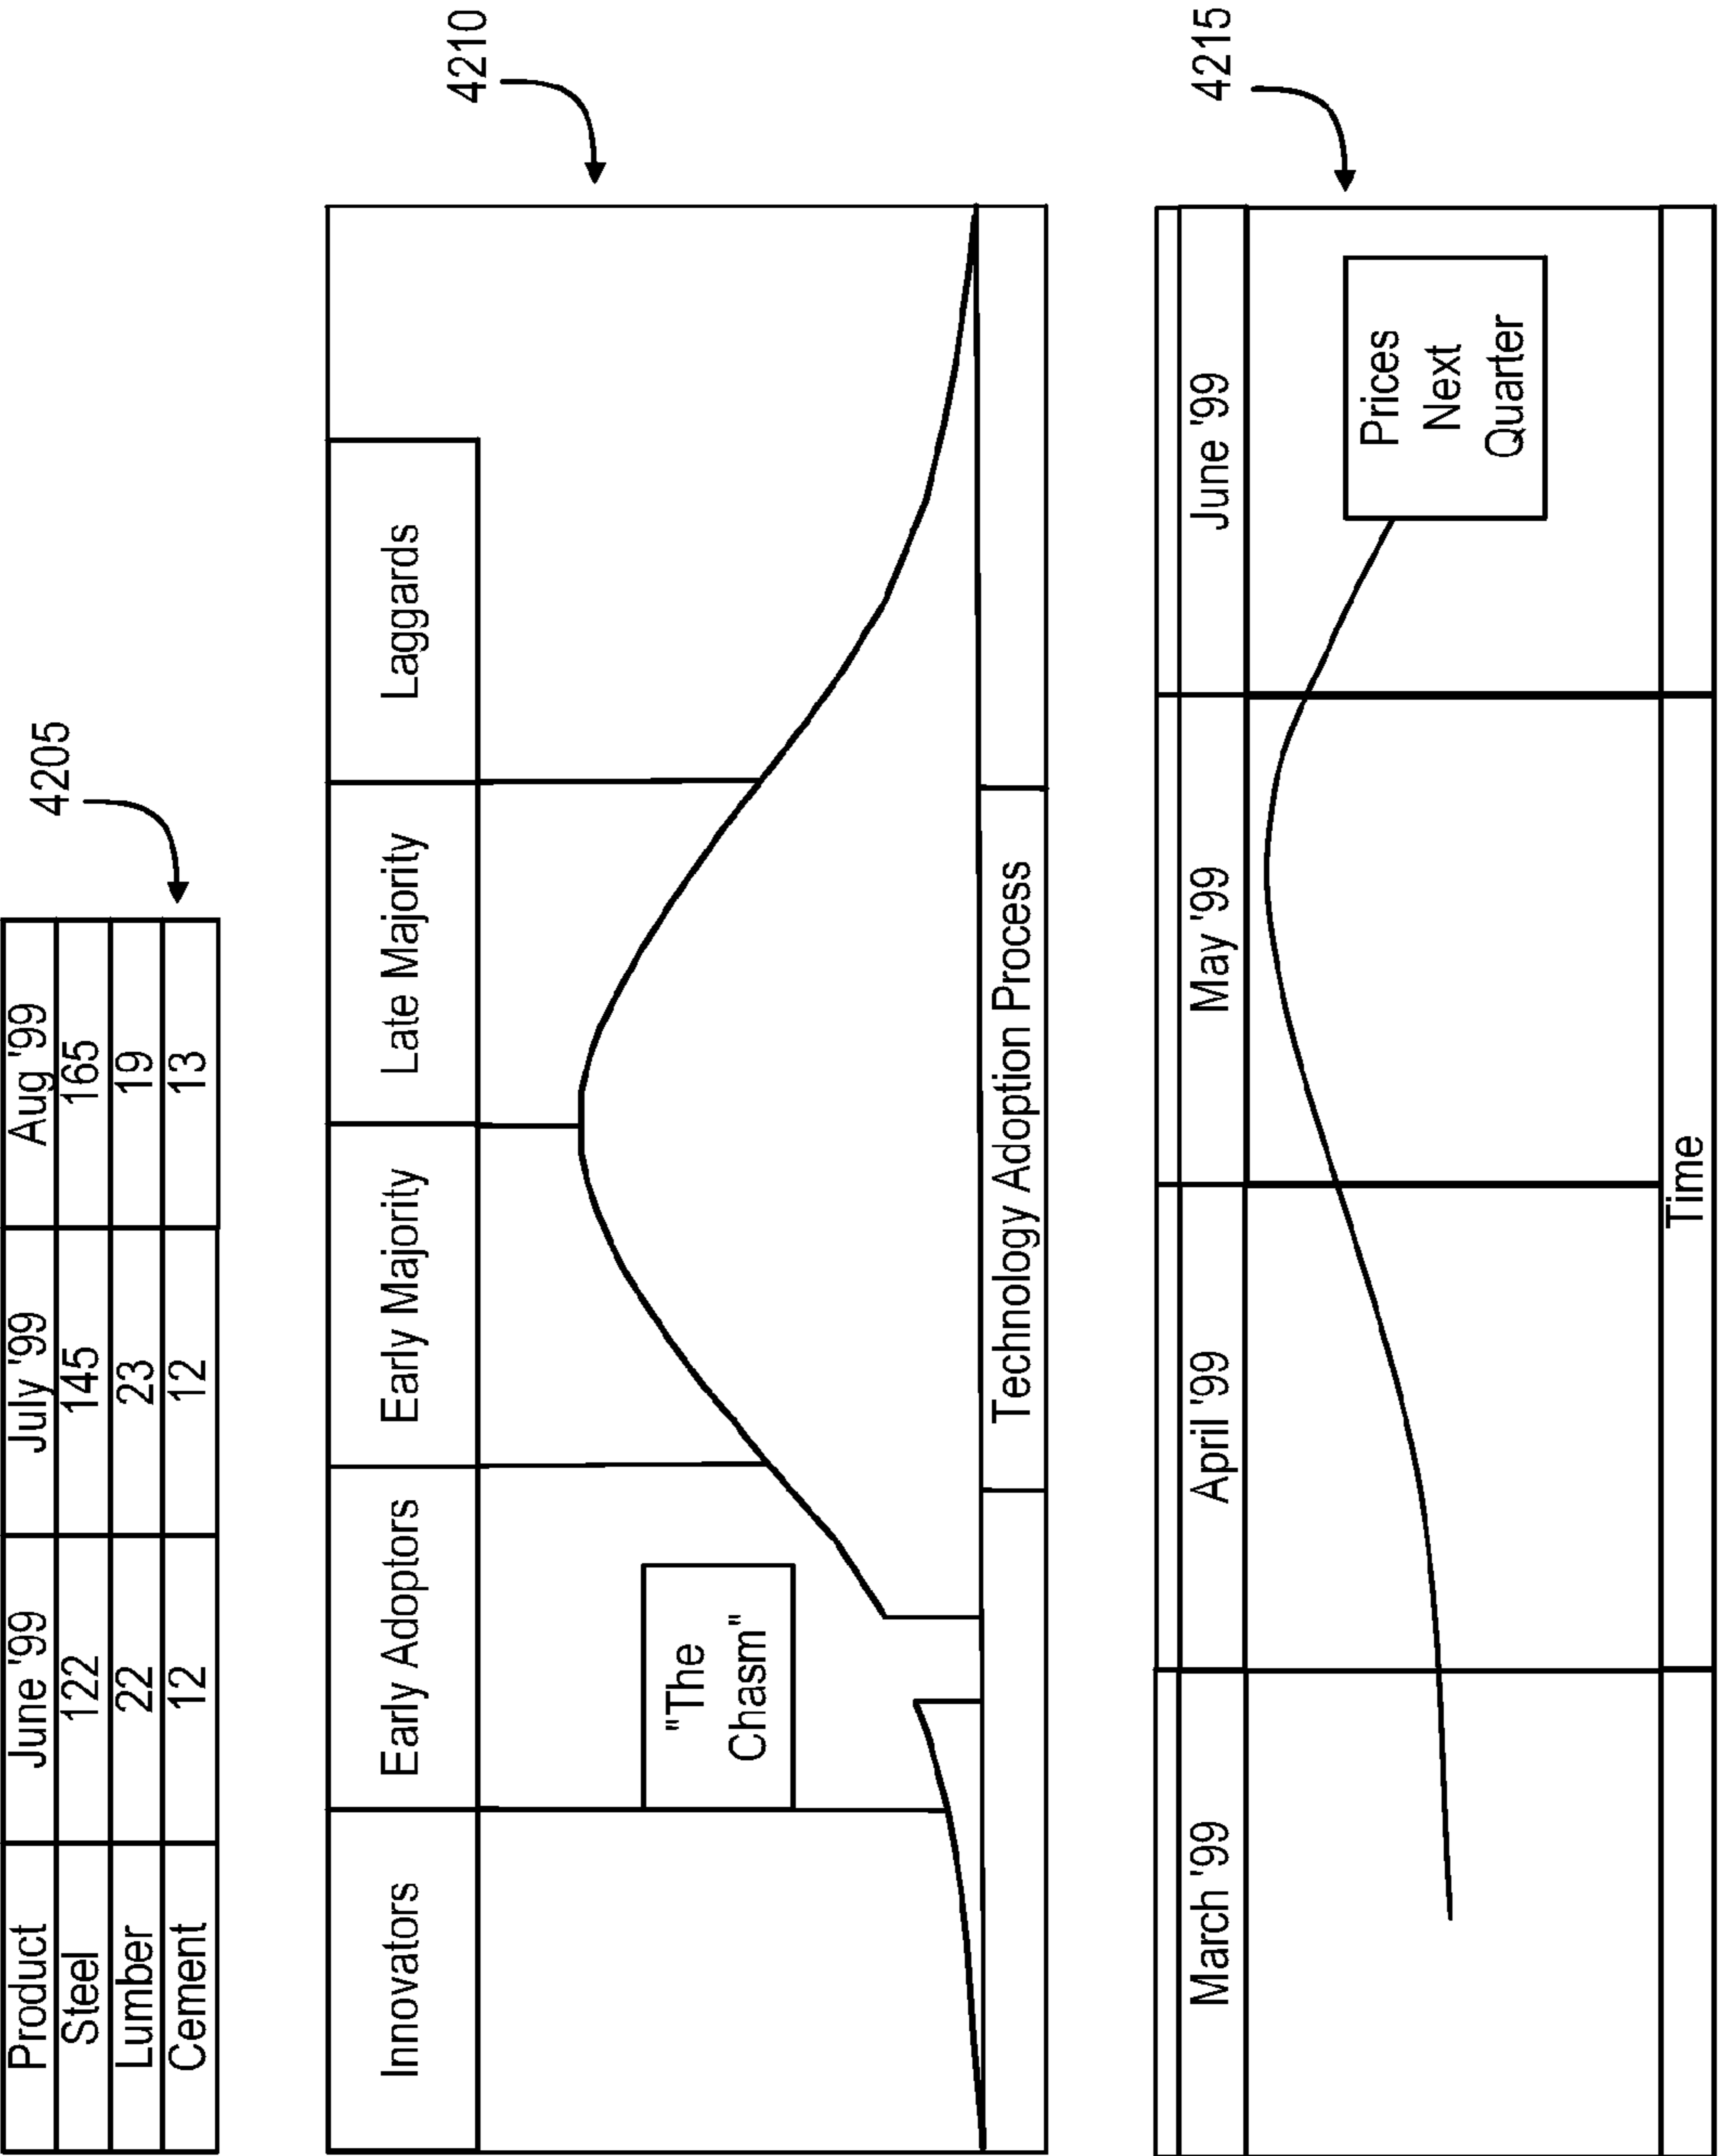 Product June '99 July '99 Aug '99
Steel 122 145 165
Lumber 22 23 19
Cement 12 12 13
4205
Innovators Early Adoptors Early Majority Late Majority Laggards
"The
Chasm"
Technology Adoption Process
4210
March '99 April '99 May '99 June '99
Prices
Next
Quarter
Time
4215